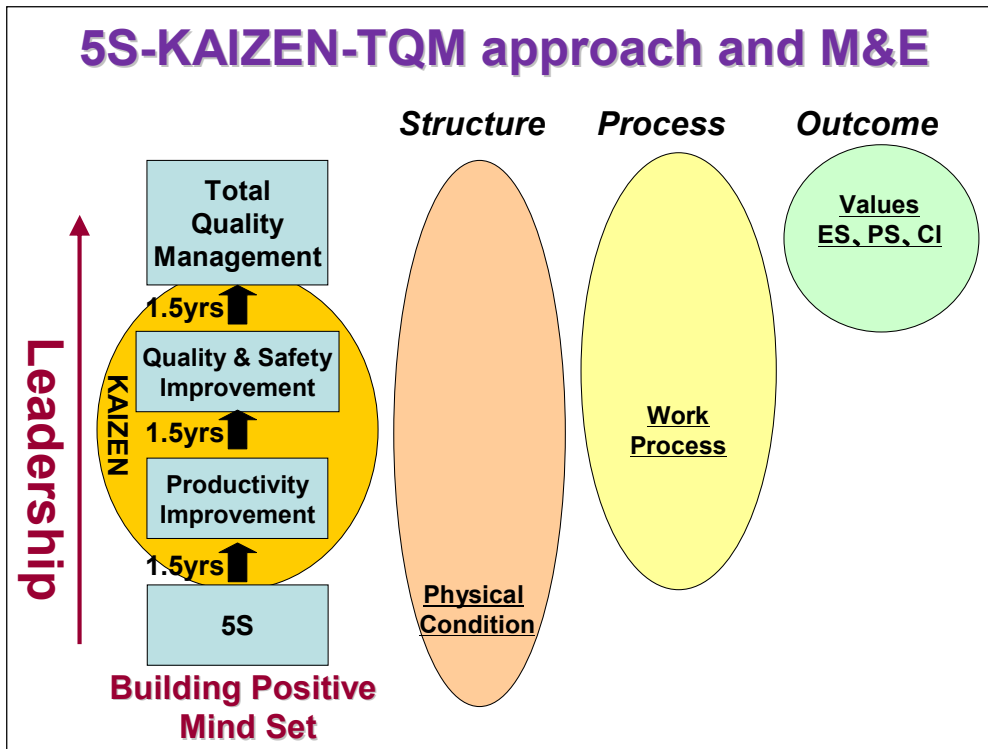 5S-KAIZEN-TQM approach and M&E
Structure
Process
Outcome
Leadership
Total
Quality
Management
1.5yrs
KAIZEN
Quality & Safety
Improvement
1.5yrs
Productivity
Improvement
1.5yrs
5S
Building Positive
Mind Set
Physical
Condition
Work
Process
Values
ES、PS、CI